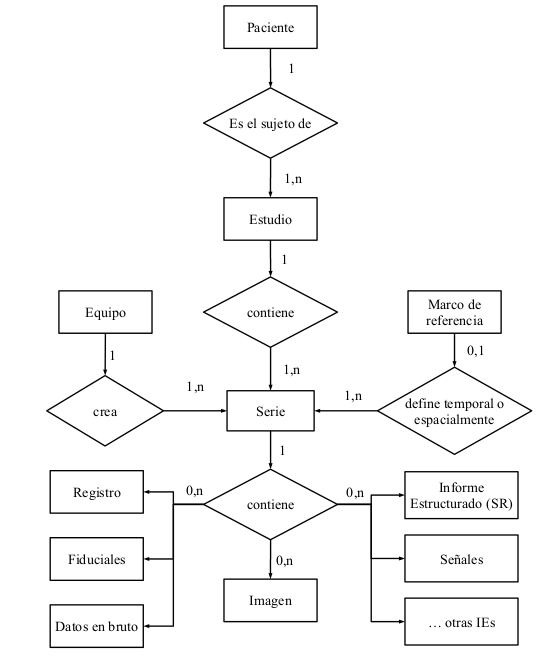 Paciente
1
Es el sujeto de
1,n
Estudio
1
contiene
1,n
Equipo
1
crea
1,n
Marco de
referencia
0,1
define temporal o
espacialmente
1,n
Serie
1
contiene
0,n
0,n
0,n
Registro
Fiduciales
Datos en bruto
Imagen
Informe
Estructurado (SR)
Señales
... otras IEs